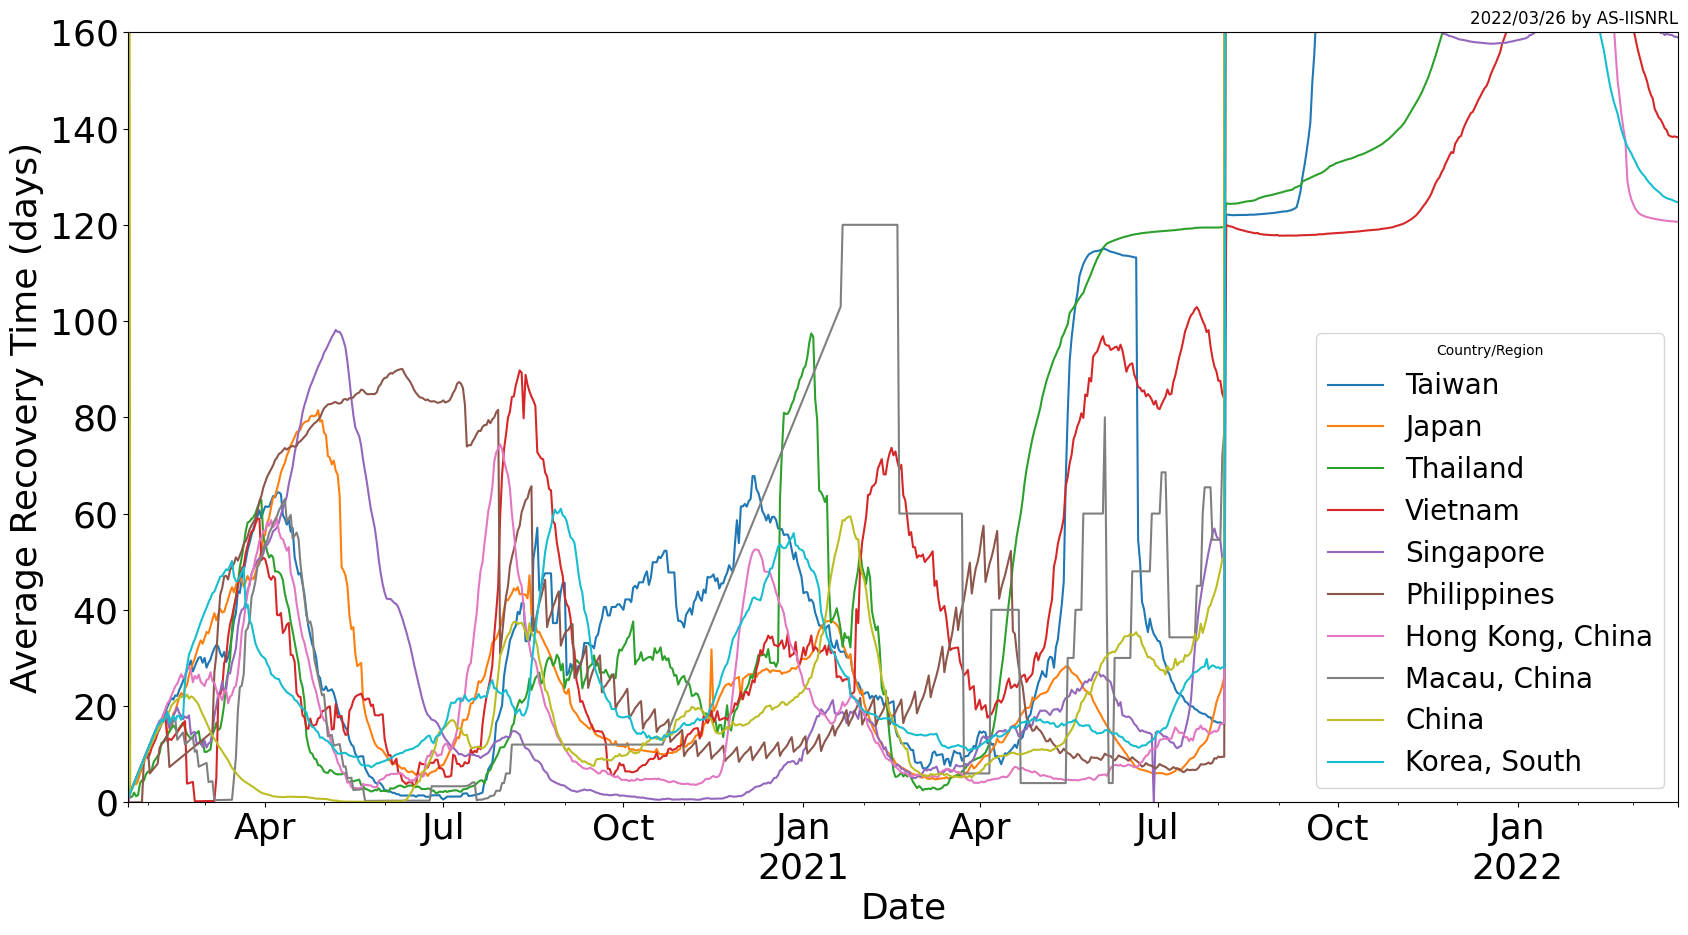 2022/03/26 by AS-IISNRL
Average Recovery Time (days)
160
140
120
100
80
60
40
20
0
Country/Region
Taiwan
Japan
Thailand
Vietnam
Singapore
Philippines
Hong Kong, China
Macau, China
China
Korea, South
Apr Jul Oct Jan Apr Jul Oct Jan
2021 2022
Date